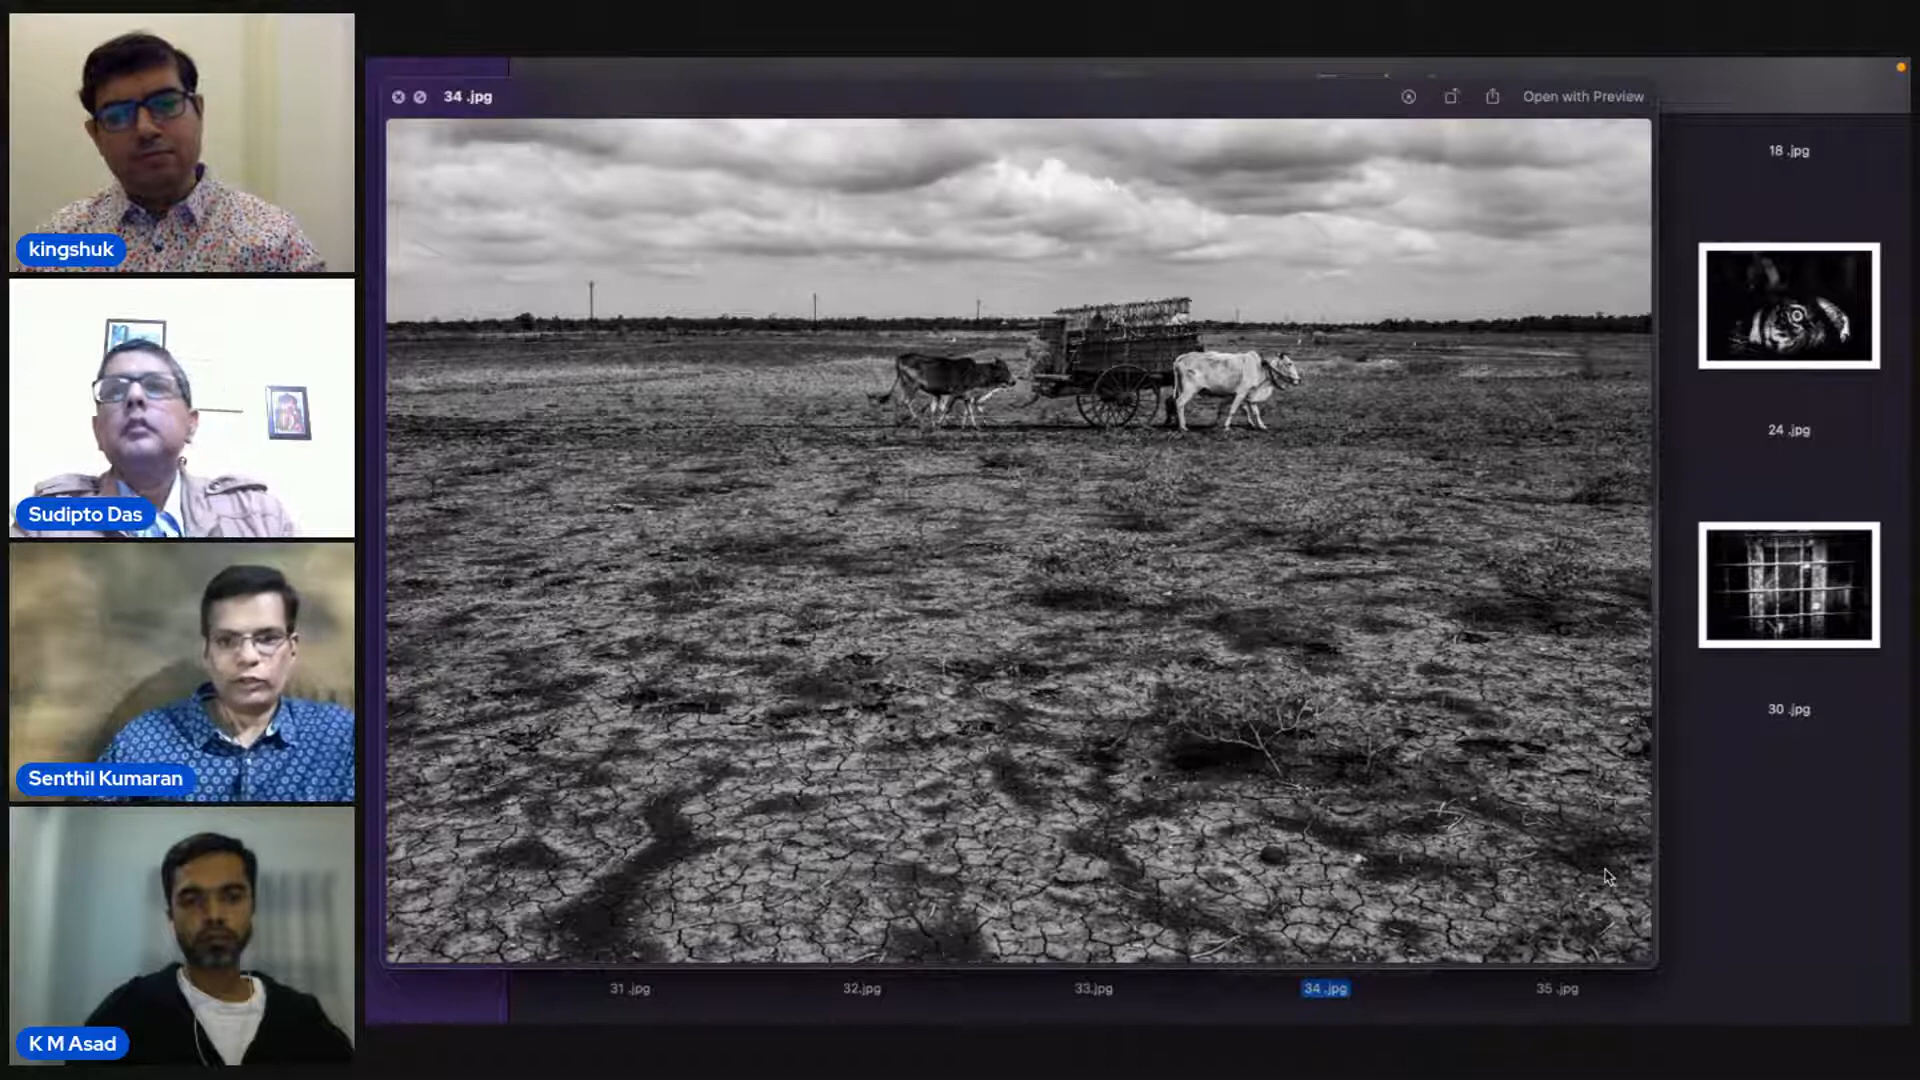 kingshuk
Sudipto Das
Senthil Kumaran
K M Asad
34 .jpg
Open with Preview
18 .jpg
24 .jpg
30 .jpg
31 .jpg
32.jpg
33.jpg
34 .jpg
35 .jpg